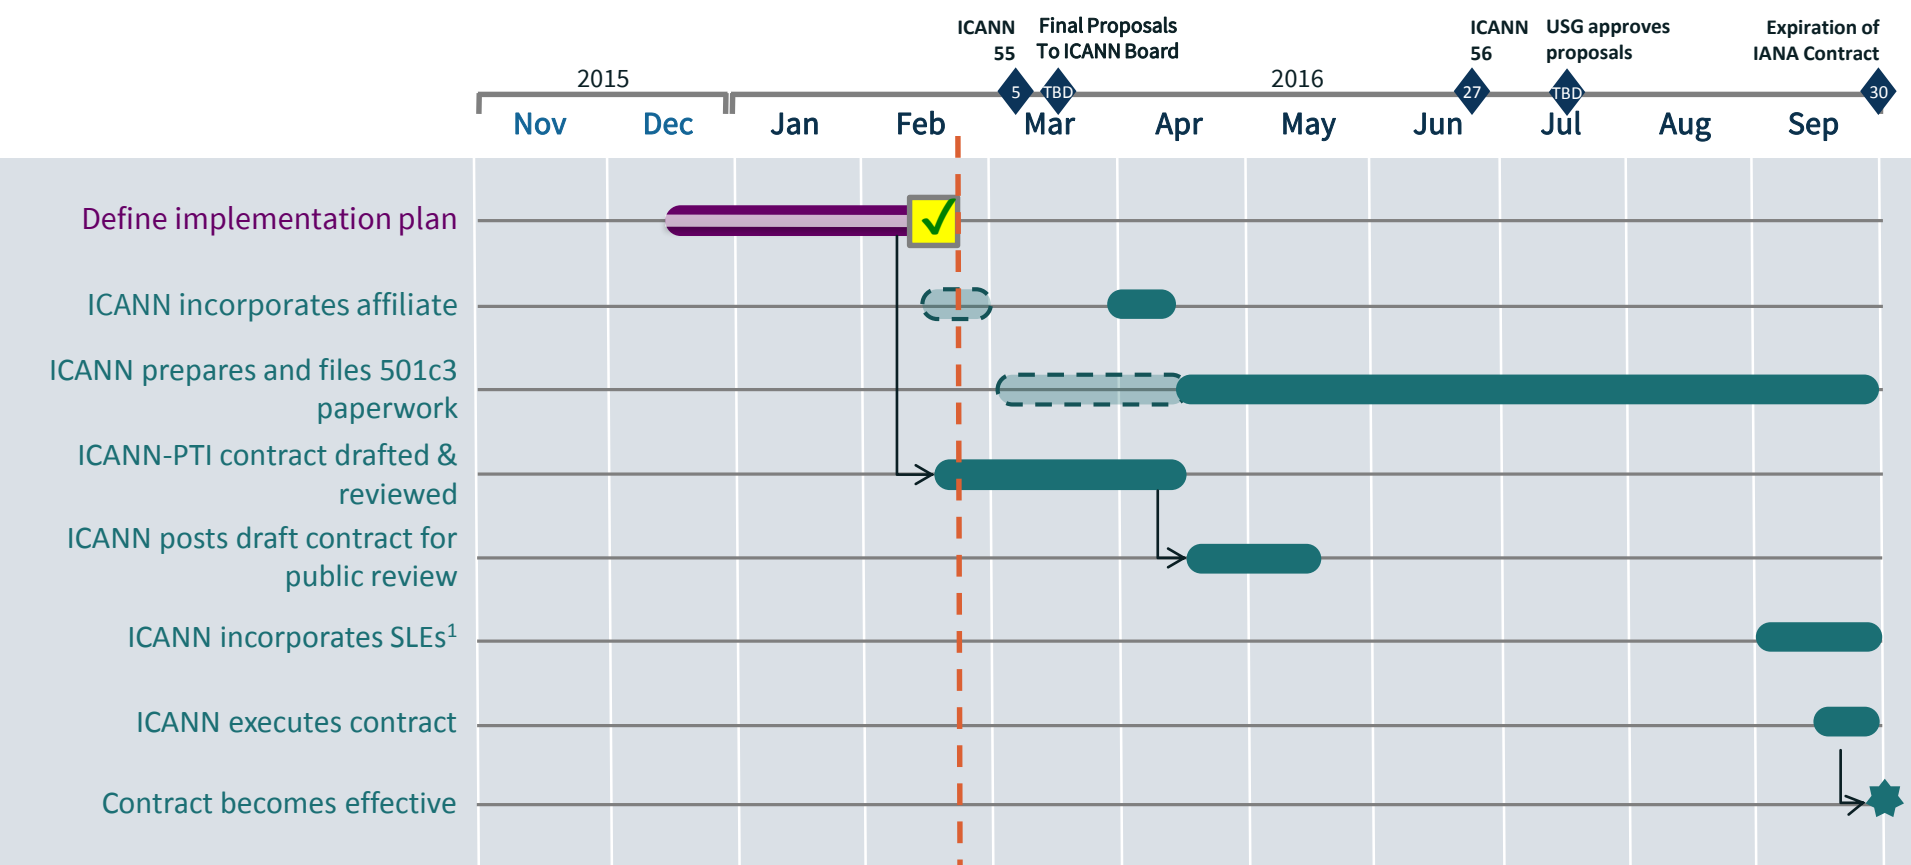 ICANN
55
Final Proposals
To ICANN Board
ICANN
56
USG approves
proposals
Expiration of
IANA Contract
2015
2016
5
TBD
27
TBD
30
Nov Dec Jan Feb Mar Apr May Jun Jul Aug Sep
Define implementation plan
ICANN incorporates affiliate
ICANN prepares and files 501c3
paperwork
ICANN-PTI contract drafted &
reviewed
ICANN posts draft contract for
public review
ICANN incorporates SLEs¹
ICANN executes contract
Contract becomes effective